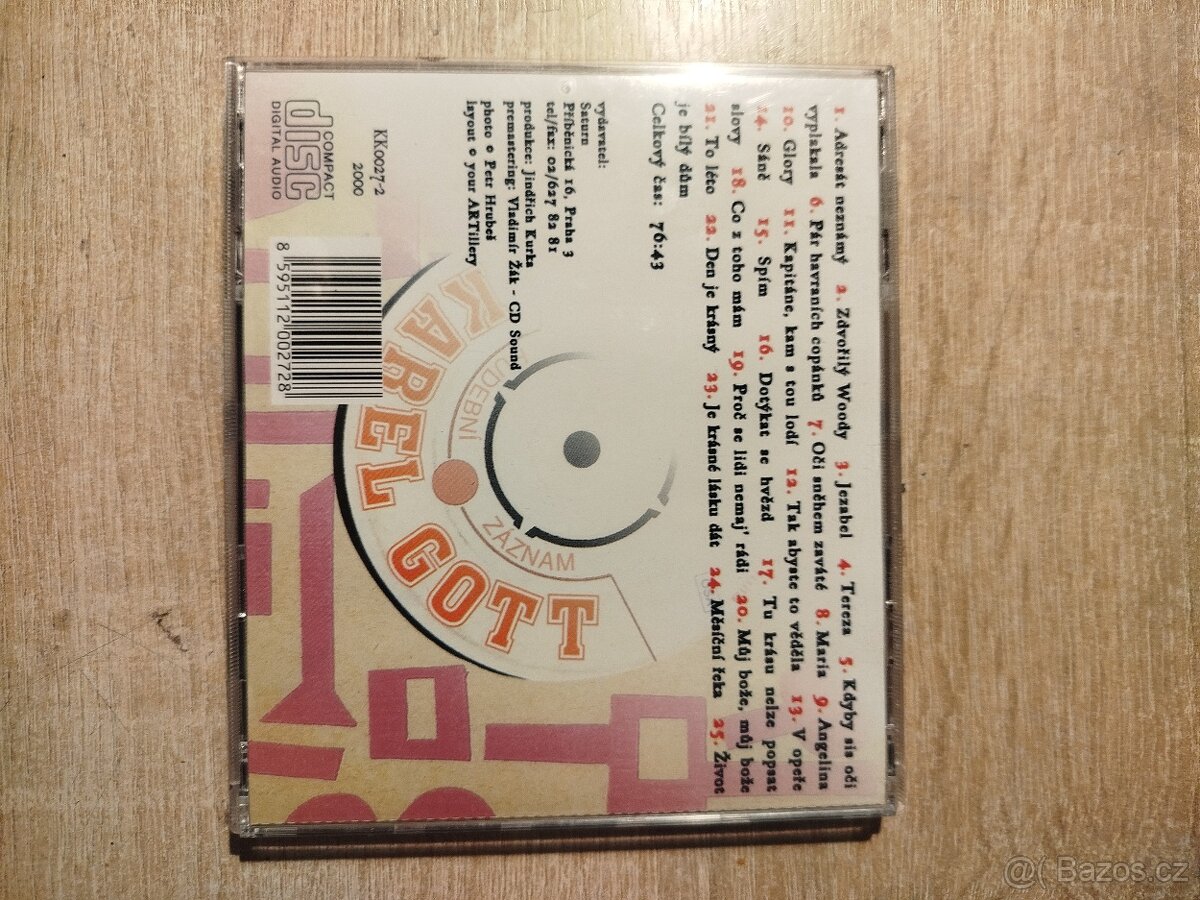 1. Adresát neznámý 2. Zdvořilý Woody 3. Jezabel 4. Tereza 5. Kdyby sis oči
vyplakala 6. Pár havraních copánků 7. Oči sněhem zaváté 8. Maria 9. Angelina
10. Glory 11. Kapitáne, kam s tou lodí 12. Tak abyste to věděla 13. V opeře
14. Sáně 15. Spím 16. Dotýkat se hvězd 17. Tu krásu nelze popsat
slovy 18. Co z toho mám 19. Proč se lidi nemaj' rádi 20. Můj bože, můj bože
21. To léto 22. Den je krásný 23. Je krásné lásku dát 24. Měsíční řeka 25. Život
je bílý dům
Celkový čas: 76:43
vydavatel:
Saturn
Příběnická 16, Praha 3
tel/fax: 02/627 82 81
produkce: Jindřich Kurka
premastering: Vladimír Žák - CD Sound
photo © Petr Hrubeš
layout © your ARTillery
KK0027-2
2000
COMPACT
disc
DIGITAL AUDIO
8 595112 002728
KAREL GOTT
HUDEBNÍ
ZÁZNAM
@( Bazos.cz